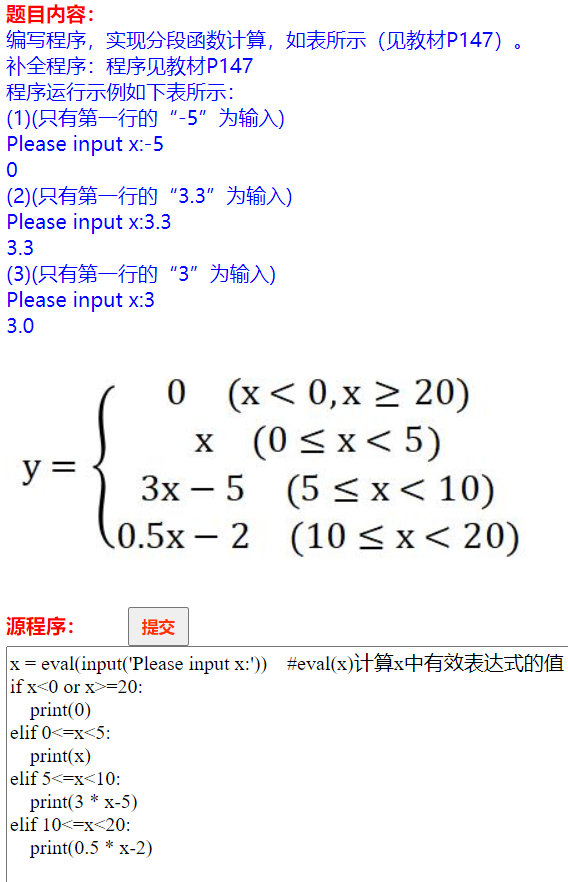 题目内容：
编写程序，实现分段函数计算，如表所示（见教材P147）。
补全程序：程序见教材P147
程序运行示例如下表所示：
(1)(只有第一行的“-5”为输入)
Please input x:-5
0
(2)(只有第一行的“3.3”为输入)
Please input x:3.3
3.3
(3)(只有第一行的“3”为输入)
Please input x:3
3.0
y = { 0 (x < 0, x ≥ 20)
x (0 ≤ x < 5)
3x − 5 (5 ≤ x < 10)
0.5x − 2 (10 ≤ x < 20)
源程序： 提交
x = eval(input('Please input x:')) #eval(x)计算x中有效表达式的值
if x<0 or x>=20:
    print(0)
elif 0<=x<5:
    print(x)
elif 5<=x<10:
    print(3 * x-5)
elif 10<=x<20:
    print(0.5 * x-2)